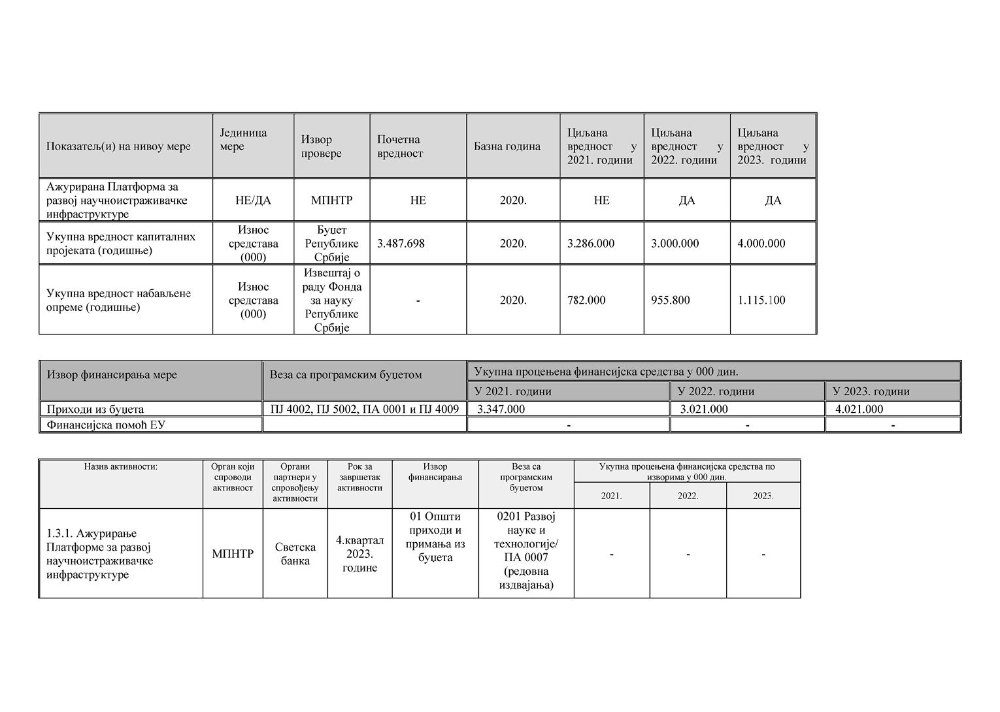 Показатељ(и) на нивоу мере
Јединица
мере
Извор
провере
Почетна
вредност
Базна година
Циљана
вредност у
2021. години
Циљана
вредност у
2022. години
Циљана
вредност у
2023. години
Ажурирана Платформа за
развој научноистраживачке
инфраструктуре
НЕ/ДА
МПНТР
НЕ
2020.
НЕ
ДА
ДА
Укупна вредност капиталних
пројеката (годишње)
Износ
средстава
(000)
Буџет
Републике
Србије
3.487.698
2020.
3.286.000
3.000.000
4.000.000
Укупна вредност набављене
опреме (годишње)
Износ
средстава
(000)
Извештај о
раду Фонда
за науку
Републике
Србије
-
2020.
782.000
955.800
1.115.100
Извор финансирања мере
Веза са програмским буџетом
Укупна процењена финансијска средства у 000 дин.
У 2021. години
У 2022. години
У 2023. години
Приходи из буџета
ПЈ 4002, ПЈ 5002, ПА 0001 и ПЈ 4009
3.347.000
3.021.000
4.021.000
Финансијска помоћ ЕУ
-
-
-
Назив активности:
Орган који
спроводи
активност
Органи
партнери у
спровођењу
активности
Рок за
завршетак
активности
Извор
финансирања
Веза са
програмским
буџетом
Укупна процењена финансијска средства по
изворима у 000 дин.
2021.
2022.
2023.
1.3.1. Ажурирање
Платформе за развој
научноистраживачке
инфраструктуре
МПНТР
Светска
банка
4.квартал
2023.
године
01 Општи
приходи и
примања из
буџета
0201 Развој
науке и
технологије/
ПА 0007
(редовна
издвајања)
-
-
-